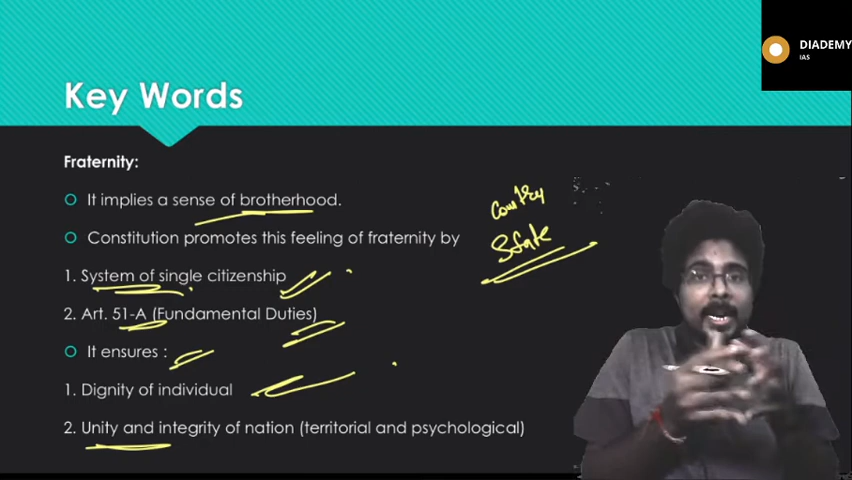 DIADEMY
IAS
Key Words
Fraternity:
It implies a sense of brotherhood.
Constitution promotes this feeling of fraternity by
1. System of single citizenship
2. Art. 51-A (Fundamental Duties)
It ensures :
1. Dignity of individual
2. Unity and integrity of nation (territorial and psychological)
Country
State